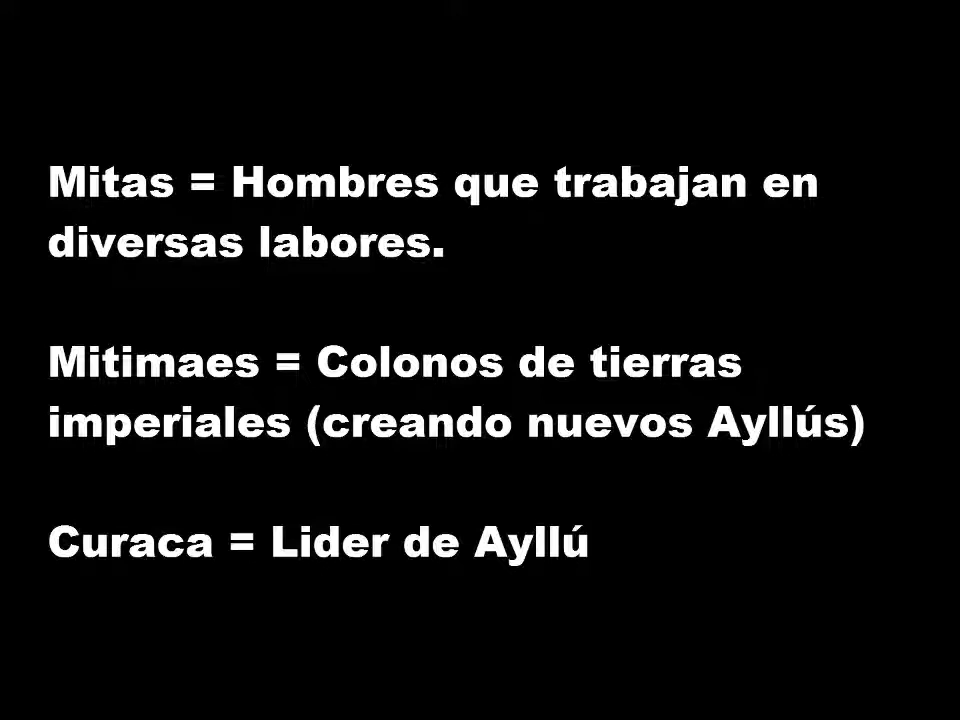 Mitas = Hombres que trabajan en
diversas labores.
Mitimaes = Colonos de tierras
imperiales (creando nuevos Ayllús)
Curaca = Lider de Ayllú